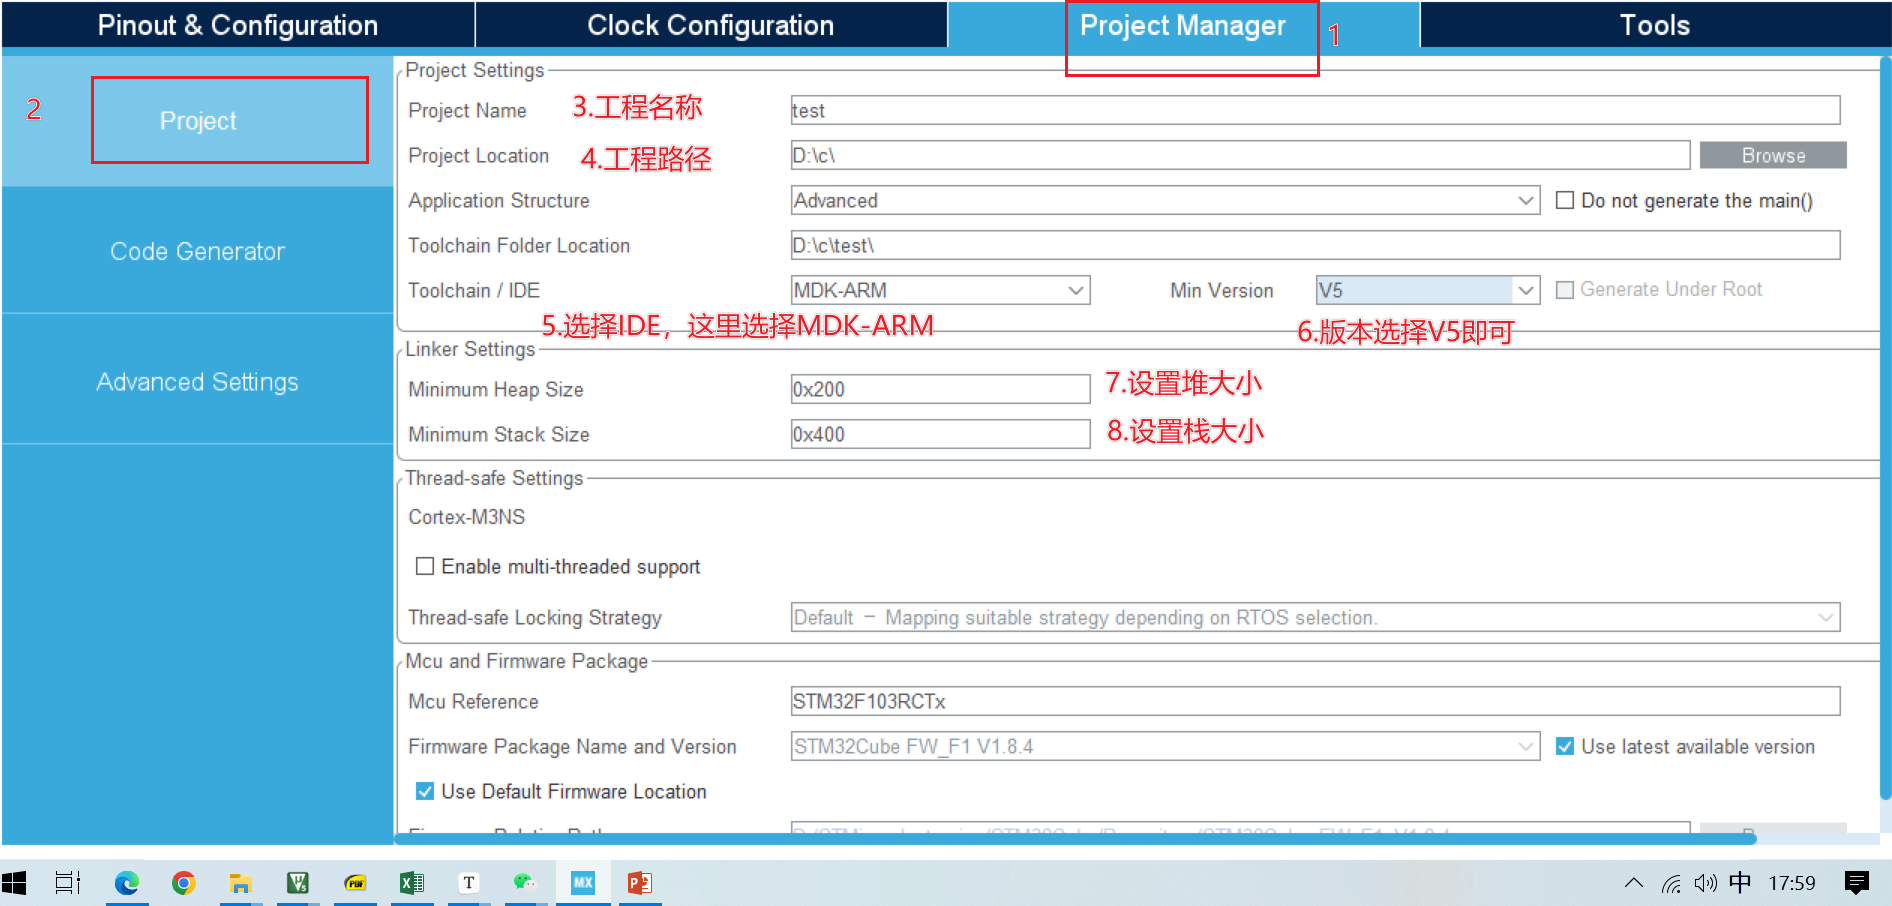 Pinout & Configuration
Clock Configuration
Project Manager
1
Tools
2
Project
Code Generator
Advanced Settings
Project Settings
Project Name 3.工程名称 test
Project Location 4.工程路径 D:\c\ Browse
Application Structure Advanced Do not generate the main()
Toolchain Folder Location D:\c\test\
Toolchain / IDE MDK-ARM Min Version V5 Generate Under Root
5.选择IDE，这里选择MDK-ARM 6.版本选择V5即可
Linker Settings
Minimum Heap Size 0x200 7.设置堆大小
Minimum Stack Size 0x400 8.设置栈大小
Thread-safe Settings
Cortex-M3NS
Enable multi-threaded support
Thread-safe Locking Strategy Default – Mapping suitable strategy depending on RTOS selection.
Mcu and Firmware Package
Mcu Reference STM32F103RCTx
Firmware Package Name and Version STM32Cube FW_F1 V1.8.4 Use latest available version
Use Default Firmware Location
PDF
T
MX
中 17:59